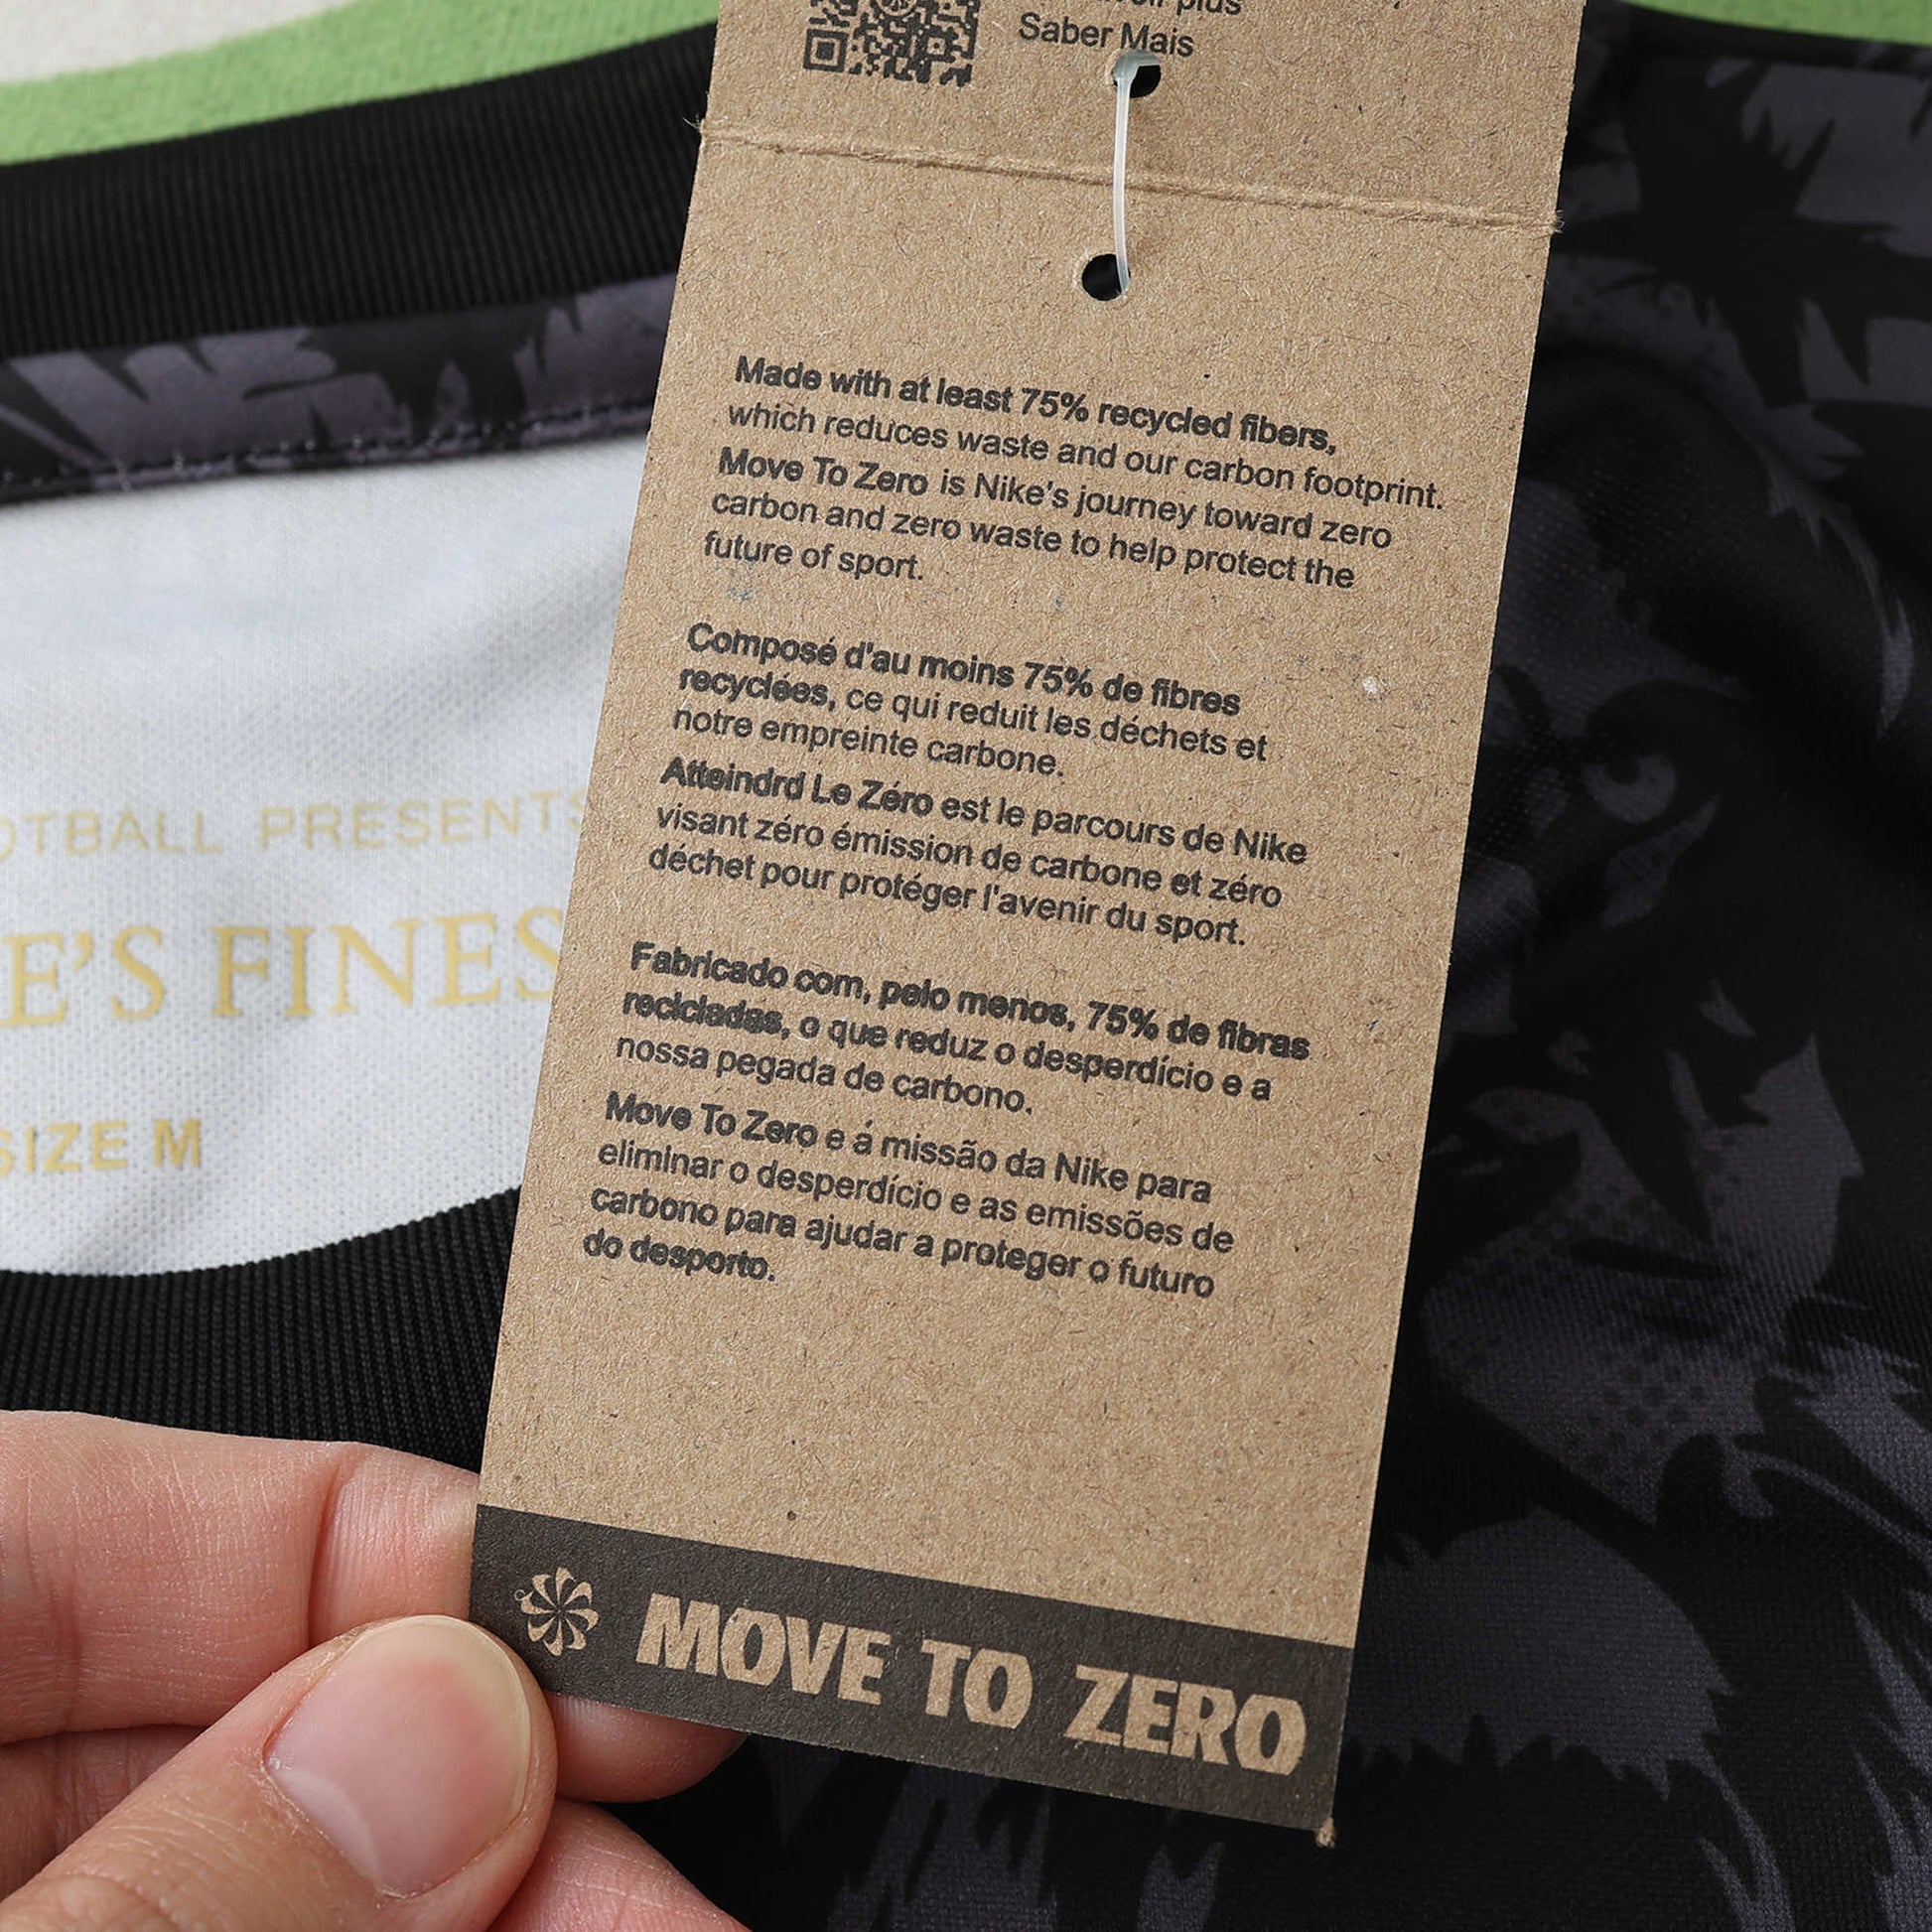 plus
Saber Mais
Made with at least 75% recycled fibers,
which reduces waste and our carbon footprint.
Move To Zero is Nike's journey toward zero
carbon and zero waste to help protect the
future of sport.
Composé d'au moins 75% de fibres
recyclées, ce qui reduit les déchets et
notre empreinte carbone.
Atteindrd Le Zéro est le parcours de Nike
visant zéro émission de carbone et zéro
déchet pour protéger l'avenir du sport.
Fabricado com, pelo menos, 75% de fibras
recicladas, o que reduz o desperdício e a
nossa pegada de carbono.
Move To Zero e á missão da Nike para
eliminar o desperdício e as emissões de
carbono para ajudar a proteger o futuro
do desporto.
MOVE TO ZERO
OTBALL PRESENTS
E'S FINES
SIZE M